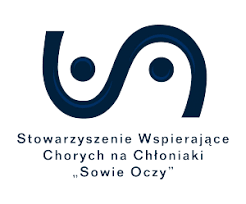 Stowarzyszenie Wspierające
Chorych na Chłoniaki
„Sowie Oczy”